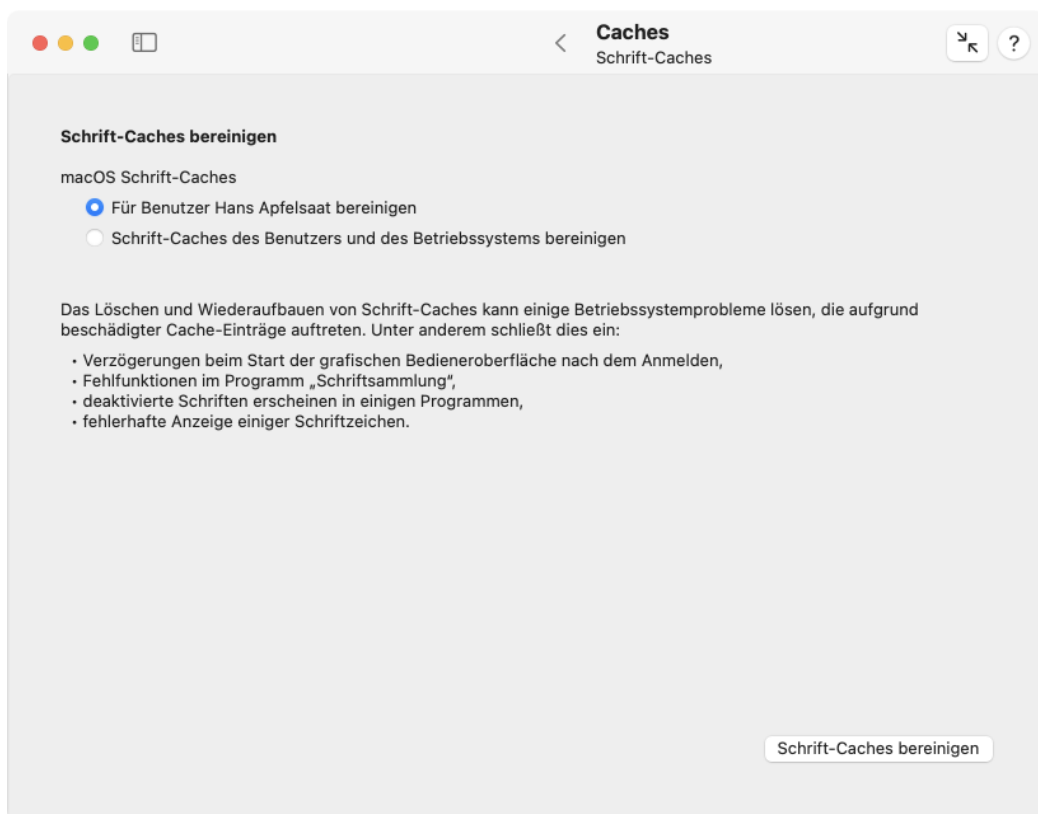 Caches
Schrift-Caches
?
Schrift-Caches bereinigen
macOS Schrift-Caches
Für Benutzer Hans Apfelsaat bereinigen
Schrift-Caches des Benutzers und des Betriebssystems bereinigen
Das Löschen und Wiederaufbauen von Schrift-Caches kann einige Betriebssystemprobleme lösen, die aufgrund
beschädigter Cache-Einträge auftreten. Unter anderem schließt dies ein:
• Verzögerungen beim Start der grafischen Bedieneroberfläche nach dem Anmelden,
• Fehlfunktionen im Programm „Schriftsammlung“,
• deaktivierte Schriften erscheinen in einigen Programmen,
• fehlerhafte Anzeige einiger Schriftzeichen.
Schrift-Caches bereinigen